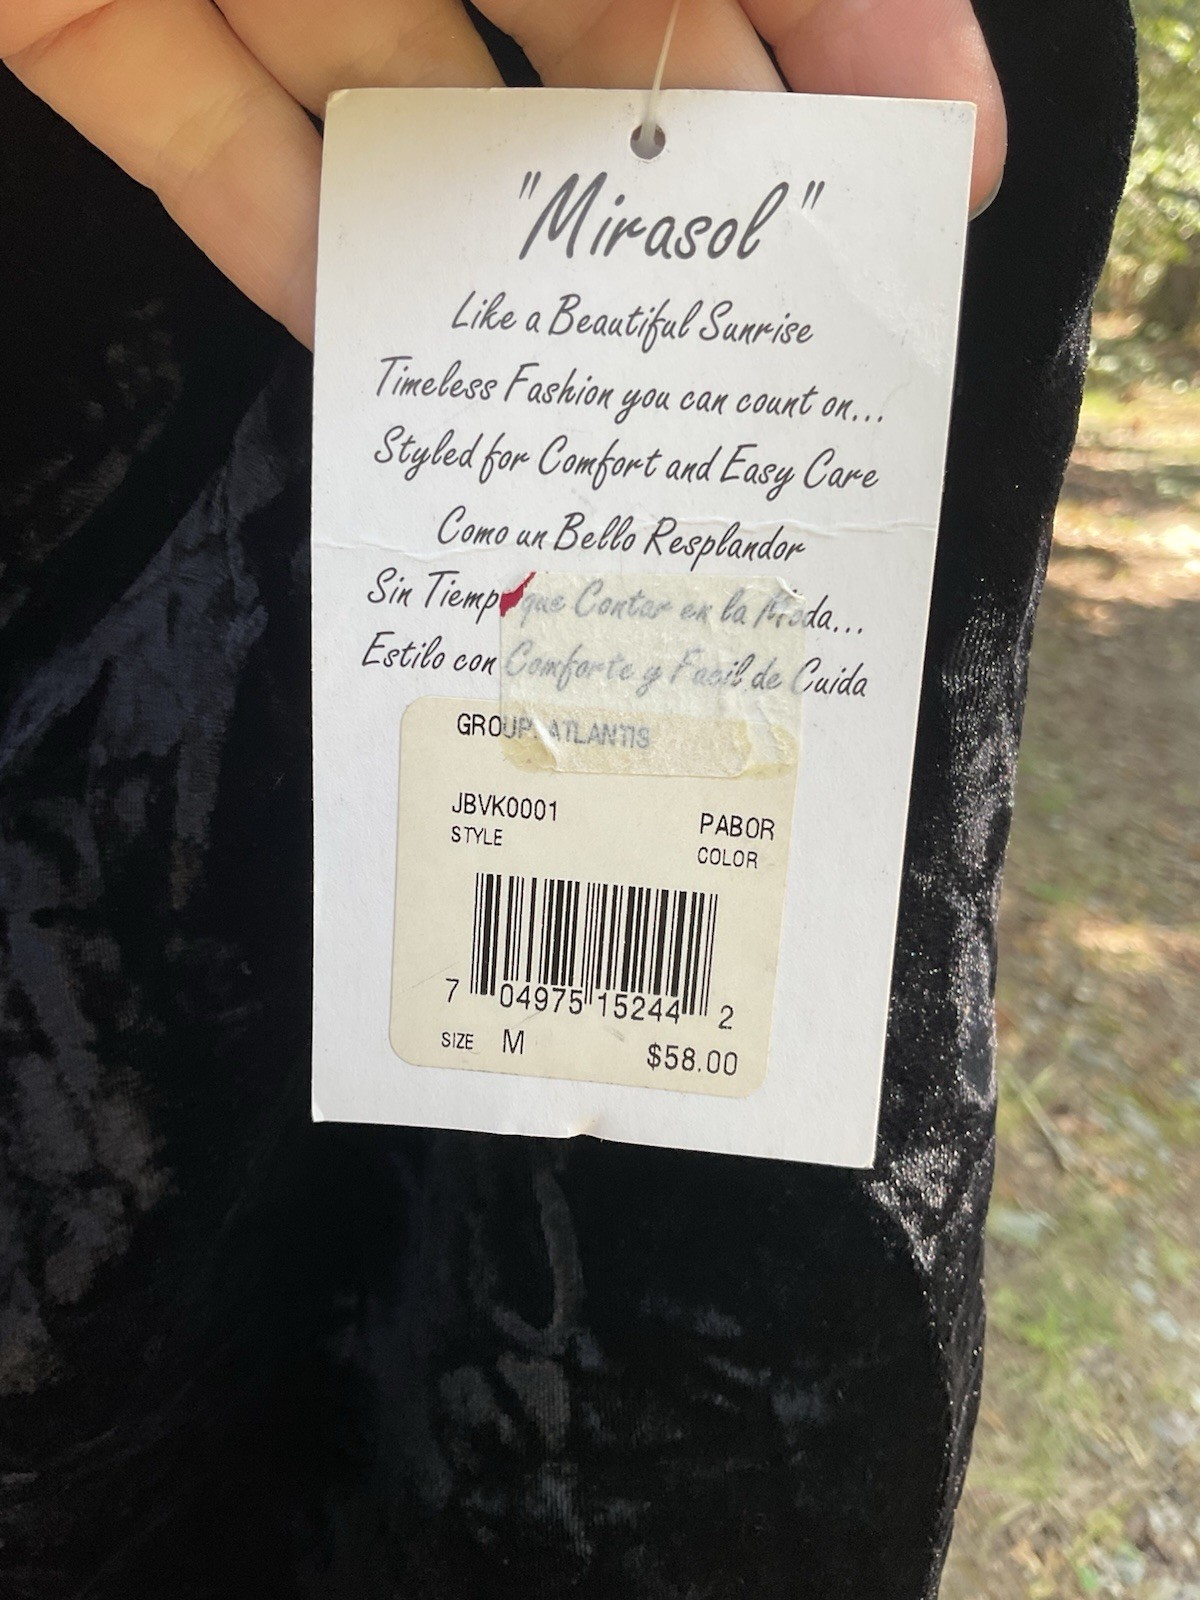 "Mirasol"
Like a Beautiful Sunrise
Timeless Fashion you can count on...
Styled for Comfort and Easy Care
Como un Bello Resplandor
Sin Tiemp que Contar en la Moda...
Estilo con Comforte y Facil de Cuida
GROUP: ATLANTIS
JBVK0001 PABOR
STYLE COLOR
7 04975 15244 2
SIZE M $58.00